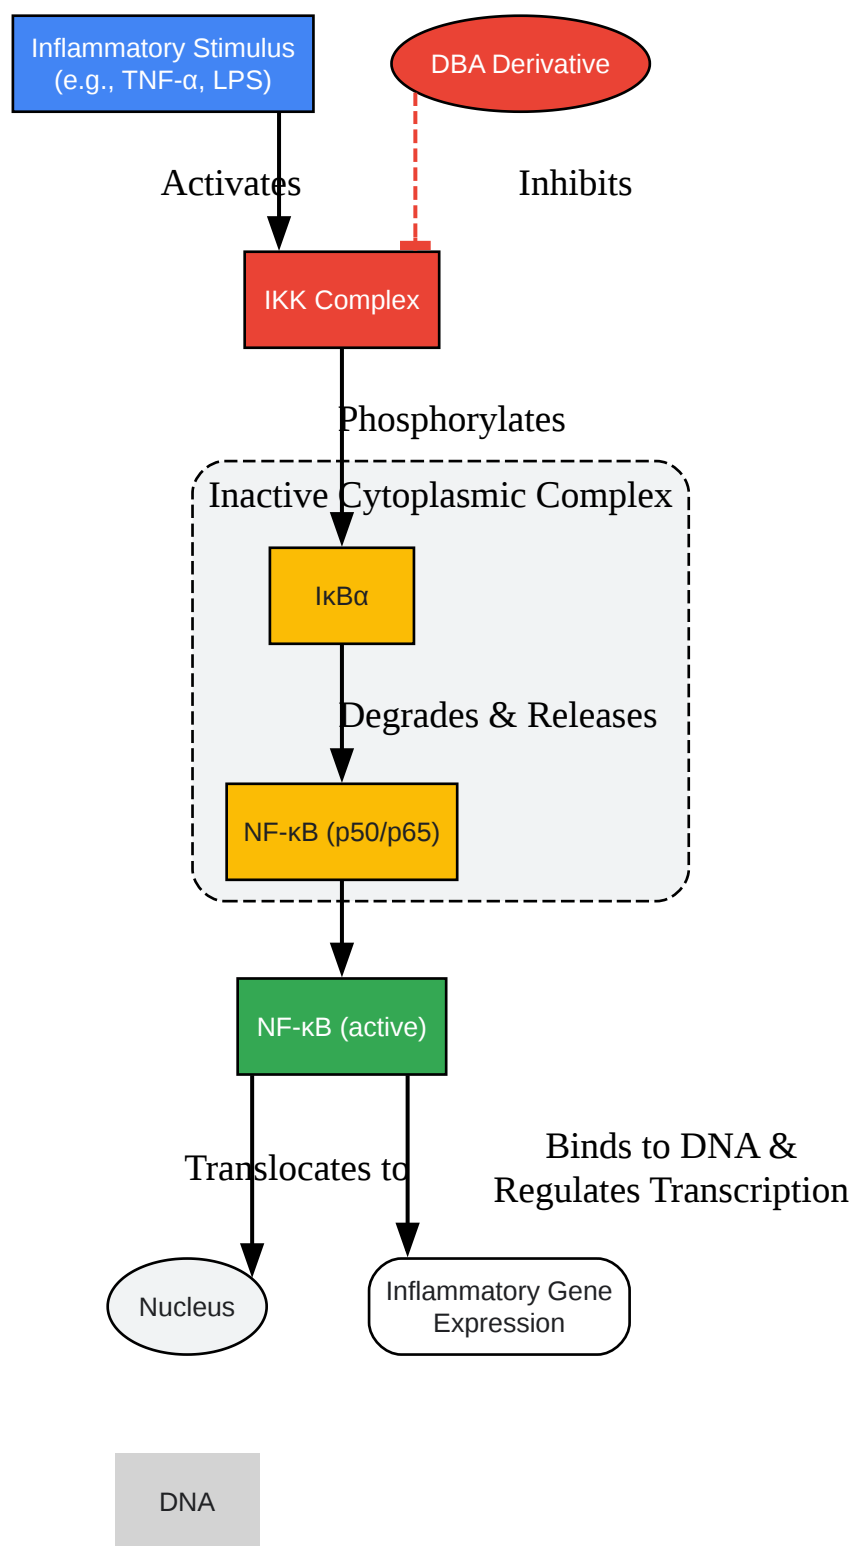 Inflammatory Stimulus
(e.g., TNF-α, LPS)
DBA Derivative
Activates
Inhibits
IKK Complex
Phosphorylates
Inactive Cytoplasmic Complex
IκBα
Degrades & Releases
NF-κB (p50/p65)
NF-κB (active)
Translocates to
Binds to DNA &
Regulates Transcription
Nucleus
Inflammatory Gene
Expression
DNA